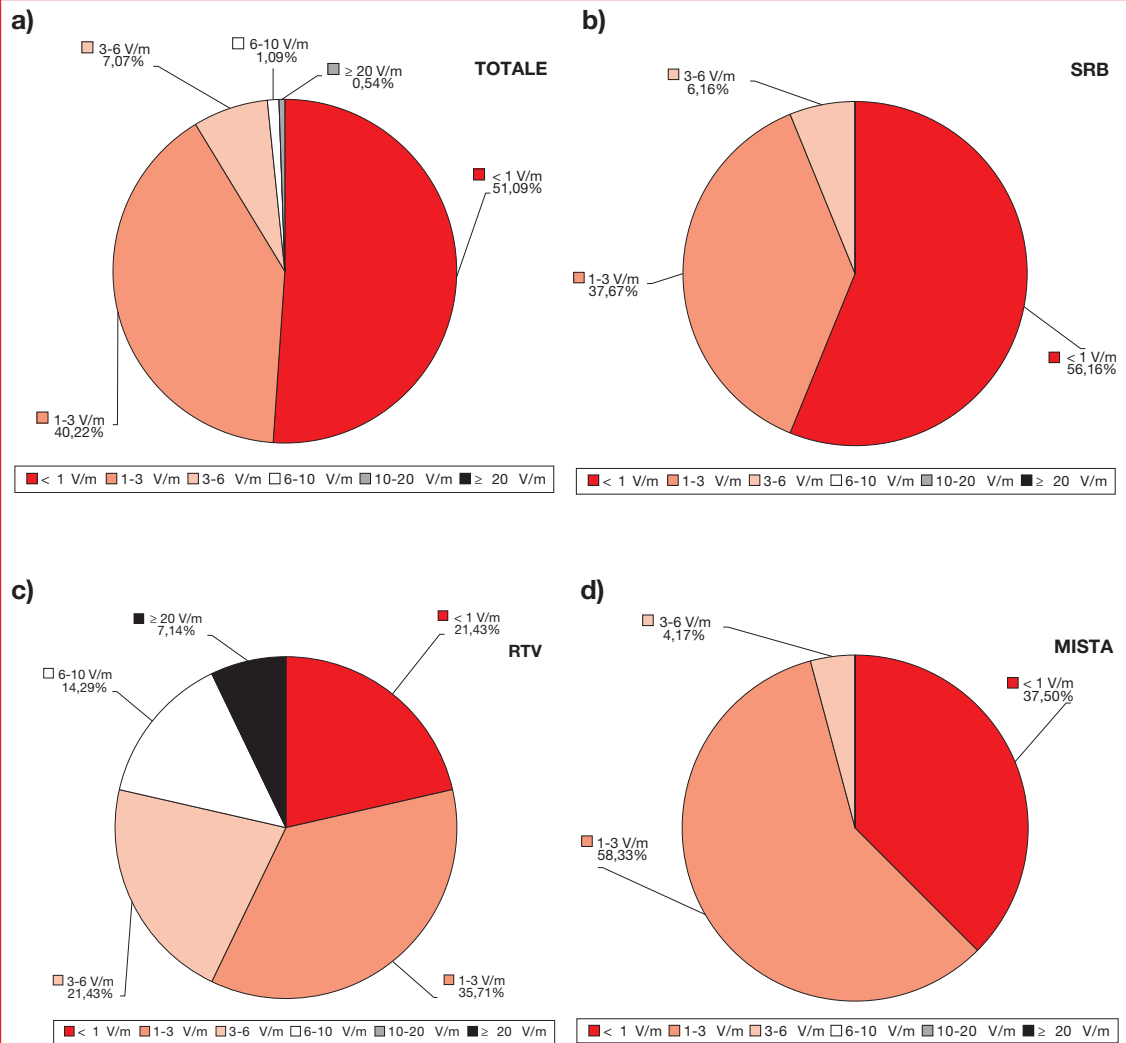 a)
TOTALE
3-6 V/m
7,07%
6-10 V/m
1,09%
≥ 20 V/m
0,54%
< 1 V/m
51,09%
1-3 V/m
40,22%
< 1 V/m 1-3 V/m 3-6 V/m 6-10 V/m 10-20 V/m ≥ 20 V/m
b)
SRB
3-6 V/m
6,16%
1-3 V/m
37,67%
< 1 V/m
56,16%
< 1 V/m 1-3 V/m 3-6 V/m 6-10 V/m 10-20 V/m ≥ 20 V/m
c)
RTV
≥ 20 V/m
7,14%
< 1 V/m
21,43%
6-10 V/m
14,29%
3-6 V/m
21,43%
1-3 V/m
35,71%
< 1 V/m 1-3 V/m 3-6 V/m 6-10 V/m 10-20 V/m ≥ 20 V/m
d)
MISTA
3-6 V/m
4,17%
< 1 V/m
37,50%
1-3 V/m
58,33%
< 1 V/m 1-3 V/m 3-6 V/m 6-10 V/m 10-20 V/m ≥ 20 V/m